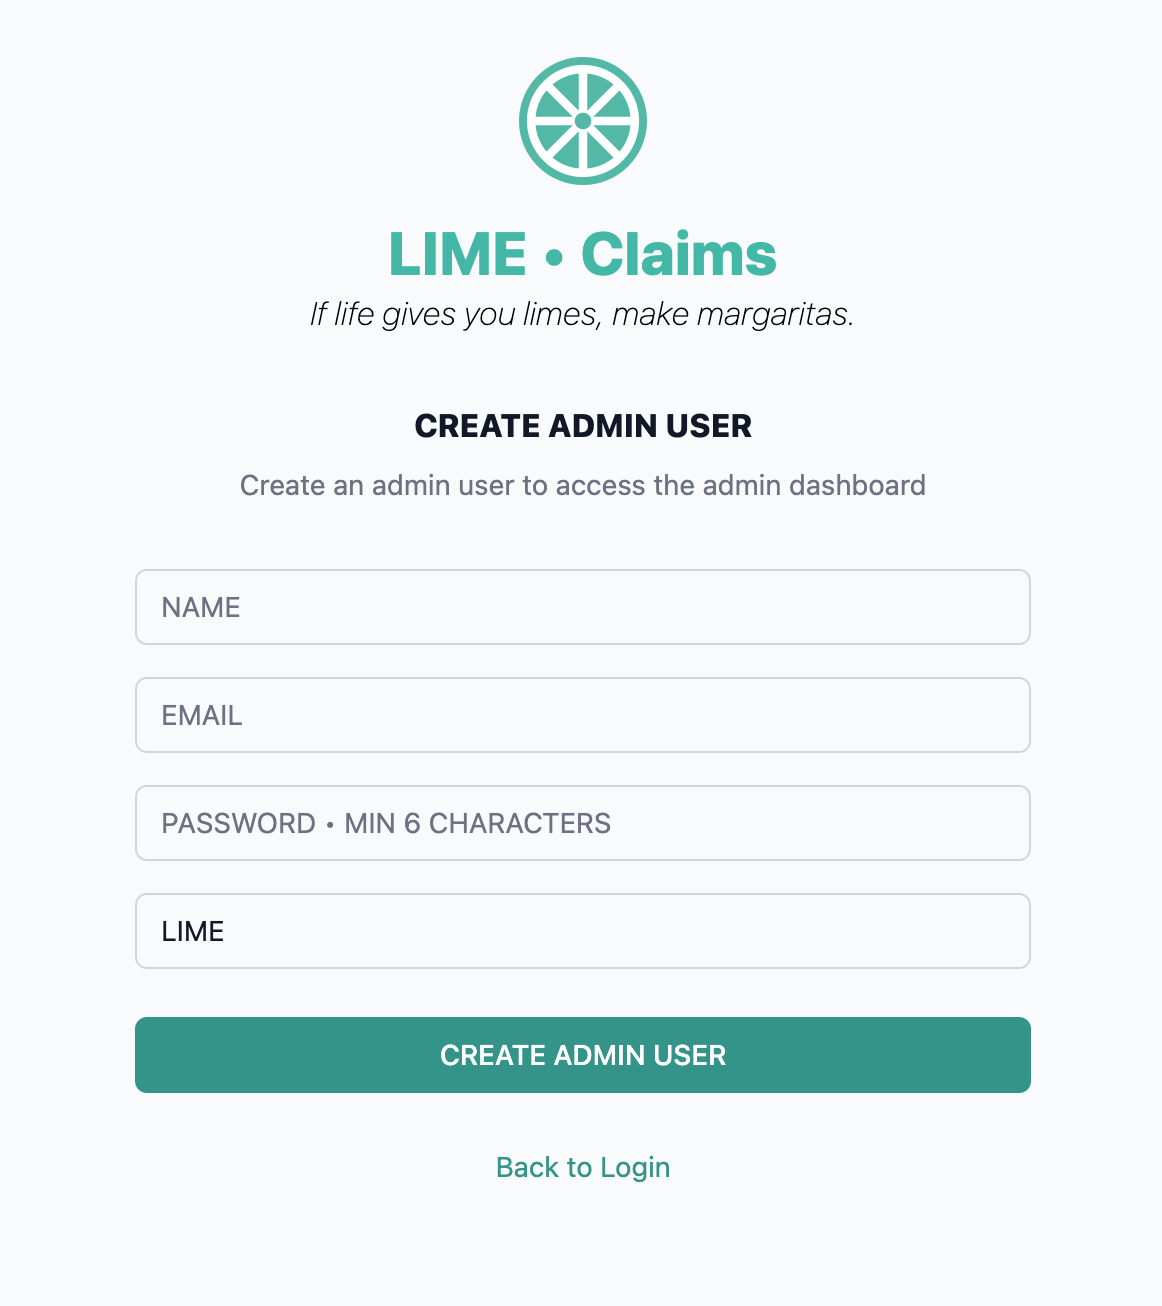 LIME • Claims
If life gives you limes, make margaritas.
CREATE ADMIN USER
Create an admin user to access the admin dashboard
NAME
EMAIL
PASSWORD • MIN 6 CHARACTERS
LIME
CREATE ADMIN USER
Back to Login